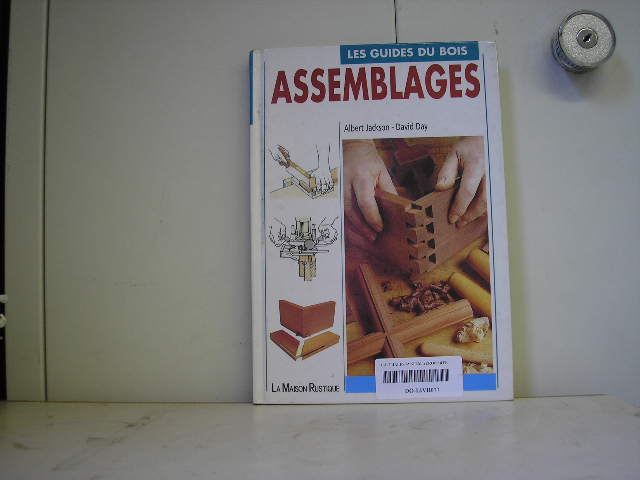 LES GUIDES DU BOIS
ASSEMBLAGES
Albert Jackson - David Day
LA MAISON RUSTIQUE